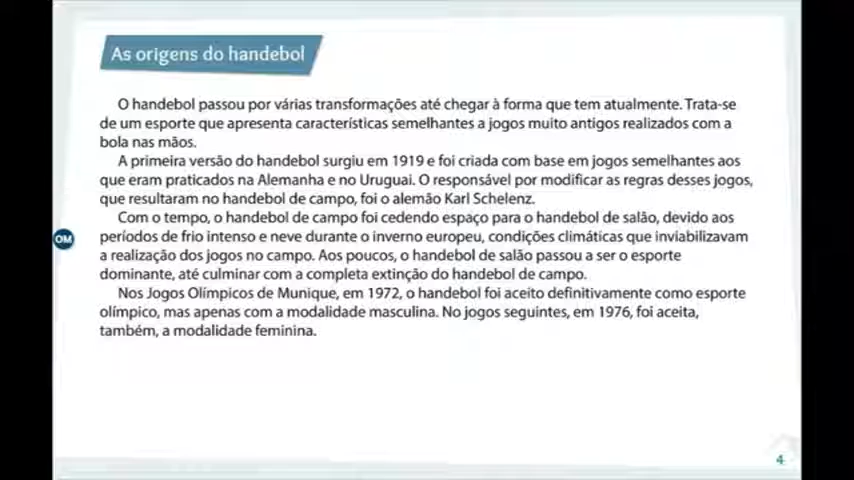 As origens do handebol
O handebol passou por várias transformações até chegar à forma que tem atualmente. Trata-se
de um esporte que apresenta características semelhantes a jogos muito antigos realizados com a
bola nas mãos.
A primeira versão do handebol surgiu em 1919 e foi criada com base em jogos semelhantes aos
que eram praticados na Alemanha e no Uruguai. O responsável por modificar as regras desses jogos,
que resultaram no handebol de campo, foi o alemão Karl Schelenz.
Com o tempo, o handebol de campo foi cedendo espaço para o handebol de salão, devido aos
OM
períodos de frio intenso e neve durante o inverno europeu, condições climáticas que inviabilizavam
a realização dos jogos no campo. Aos poucos, o handebol de salão passou a ser o esporte
dominante, até culminar com a completa extinção do handebol de campo.
Nos Jogos Olímpicos de Munique, em 1972, o handebol foi aceito definitivamente como esporte
olímpico, mas apenas com a modalidade masculina. No jogos seguintes, em 1976, foi aceita,
também, a modalidade feminina.
4